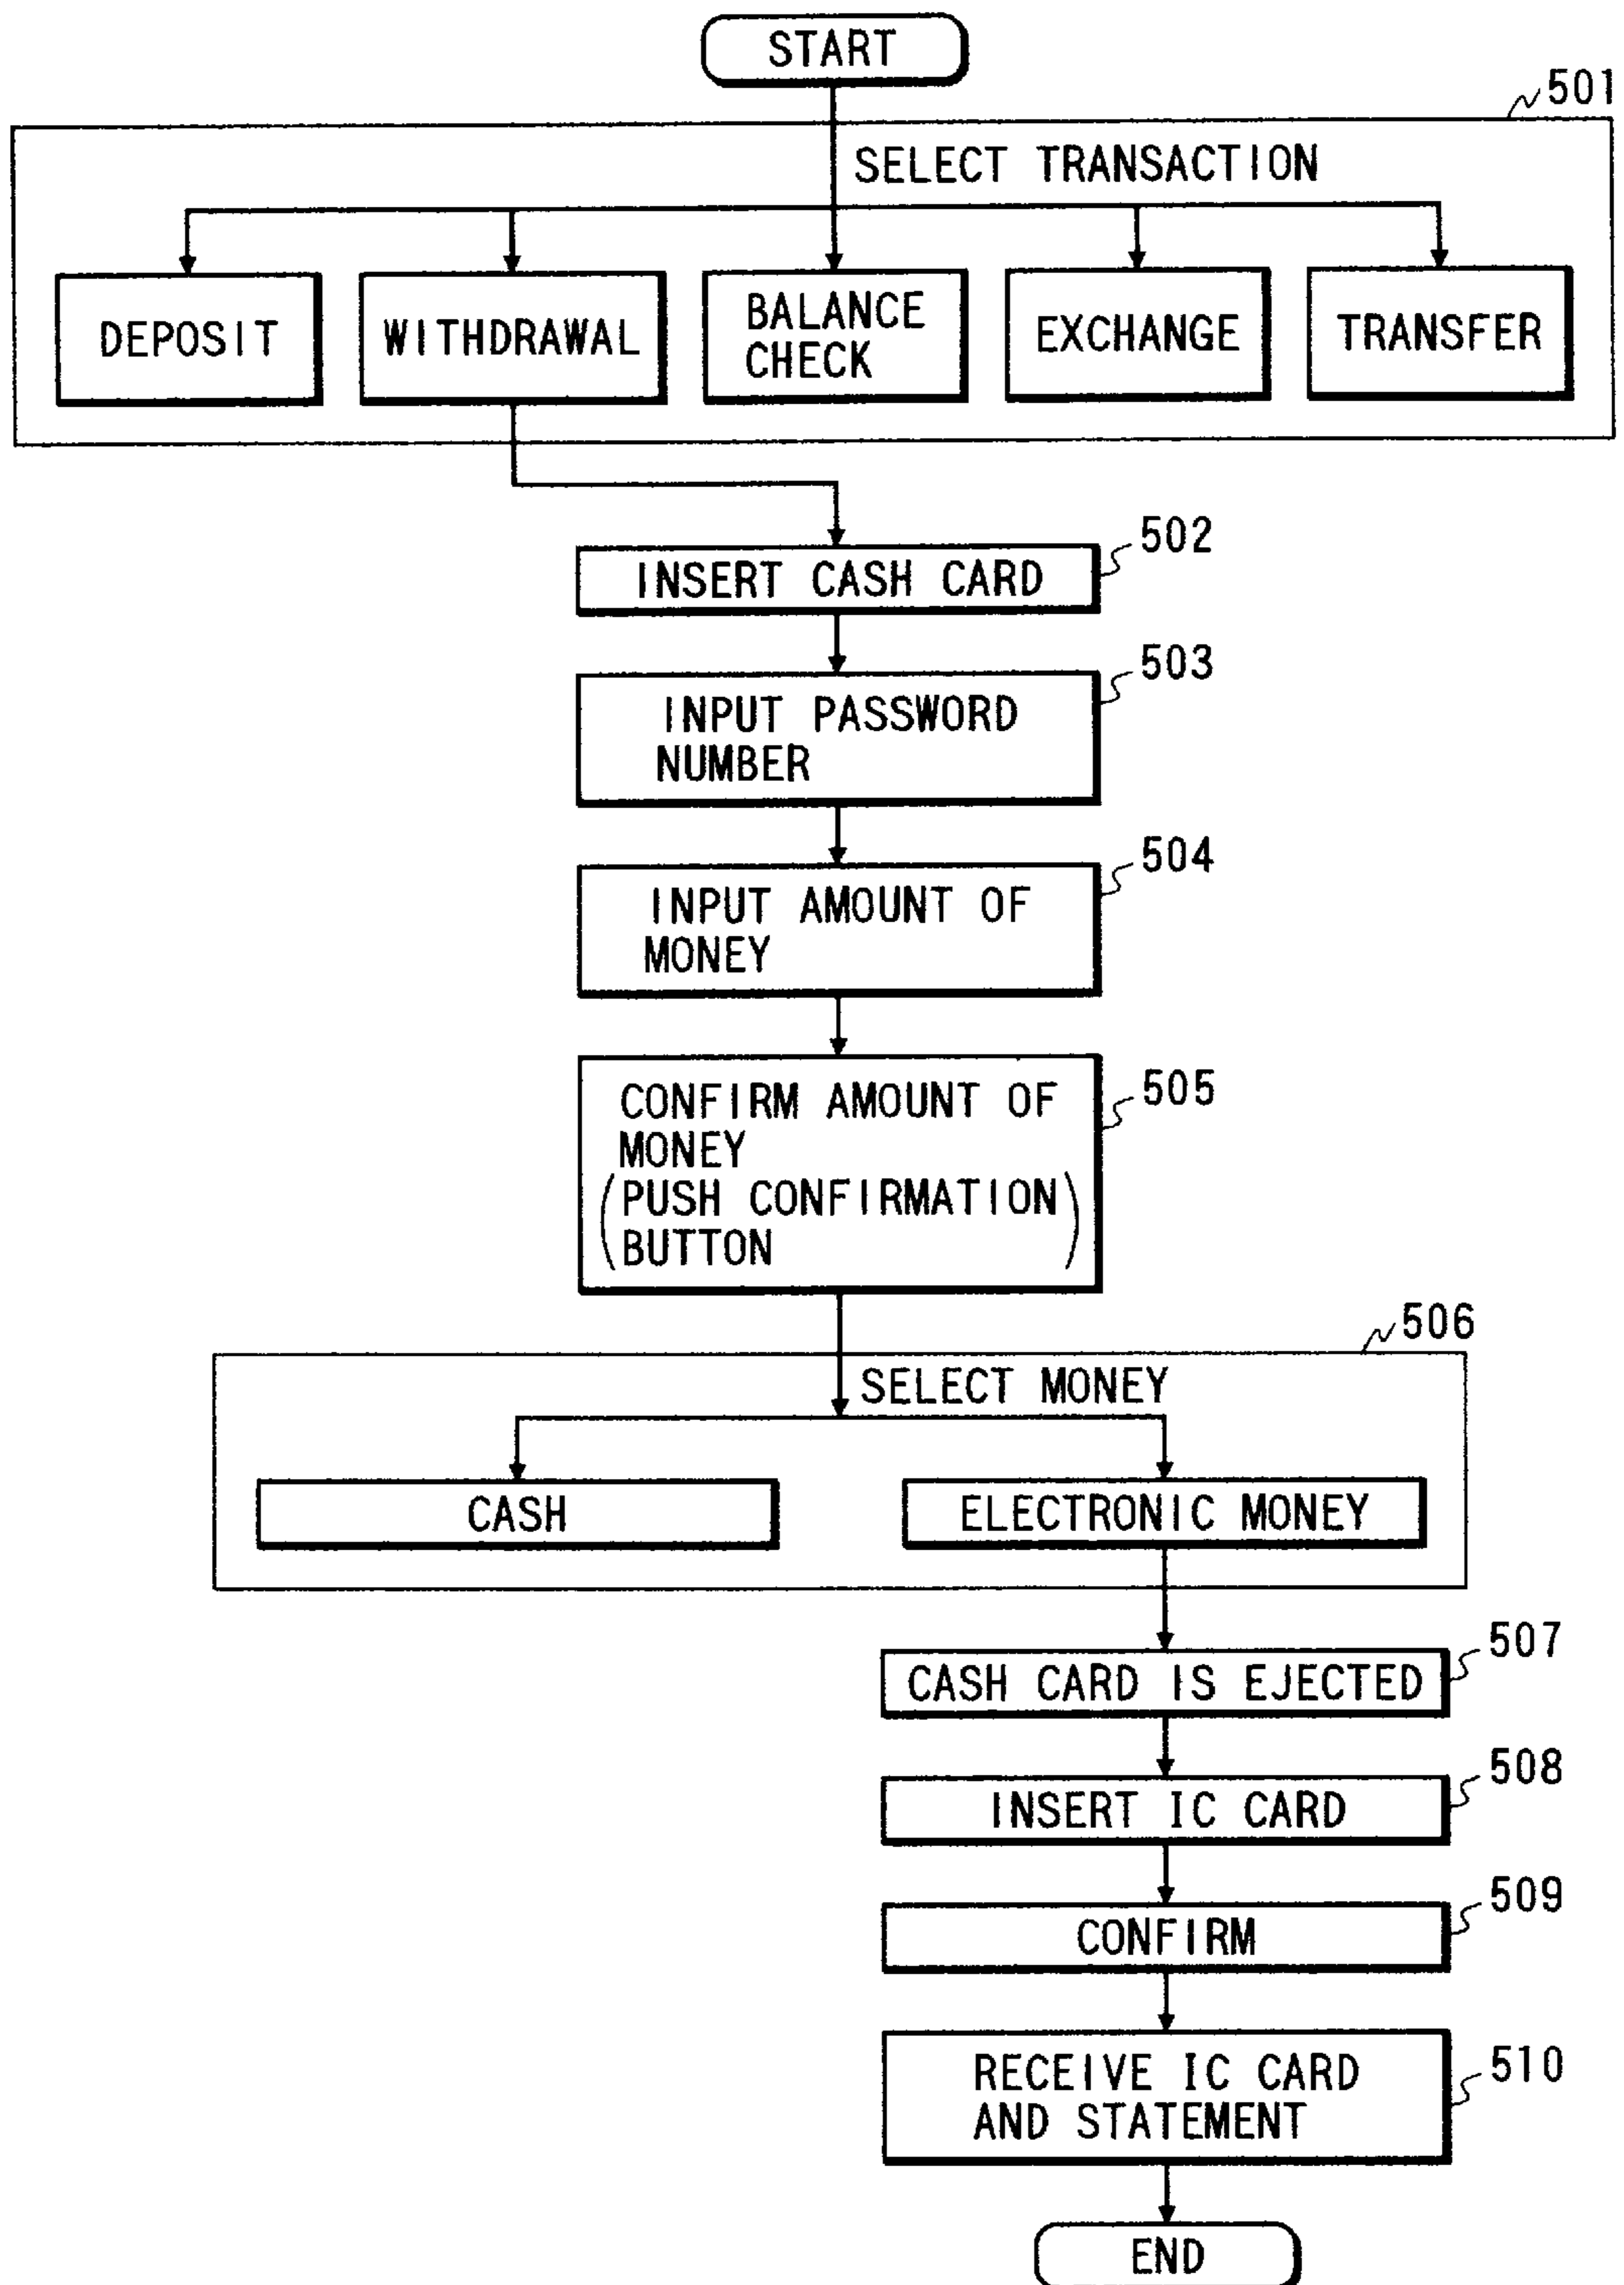 START
501
SELECT TRANSACTION
DEPOSIT
WITHDRAWAL
BALANCE
CHECK
EXCHANGE
TRANSFER
502
INSERT CASH CARD
503
INPUT PASSWORD
NUMBER
504
INPUT AMOUNT OF
MONEY
505
CONFIRM AMOUNT OF
MONEY
(PUSH CONFIRMATION
BUTTON)
506
SELECT MONEY
CASH
ELECTRONIC MONEY
507
CASH CARD IS EJECTED
508
INSERT IC CARD
509
CONFIRM
510
RECEIVE IC CARD
AND STATEMENT
END